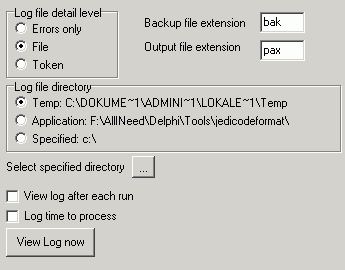 Log file detail level
Errors only
File
Token
Backup file extension bak
Output file extension pax
Log file directory
Temp: C:\DOKUME~1\ADMINI~1\LOKALE~1\Temp
Application: F:\AllINeed\Delphi\Tools\jedicodeformat\
Specified: c:\
Select specified directory ...
View log after each run
Log time to process
View Log now